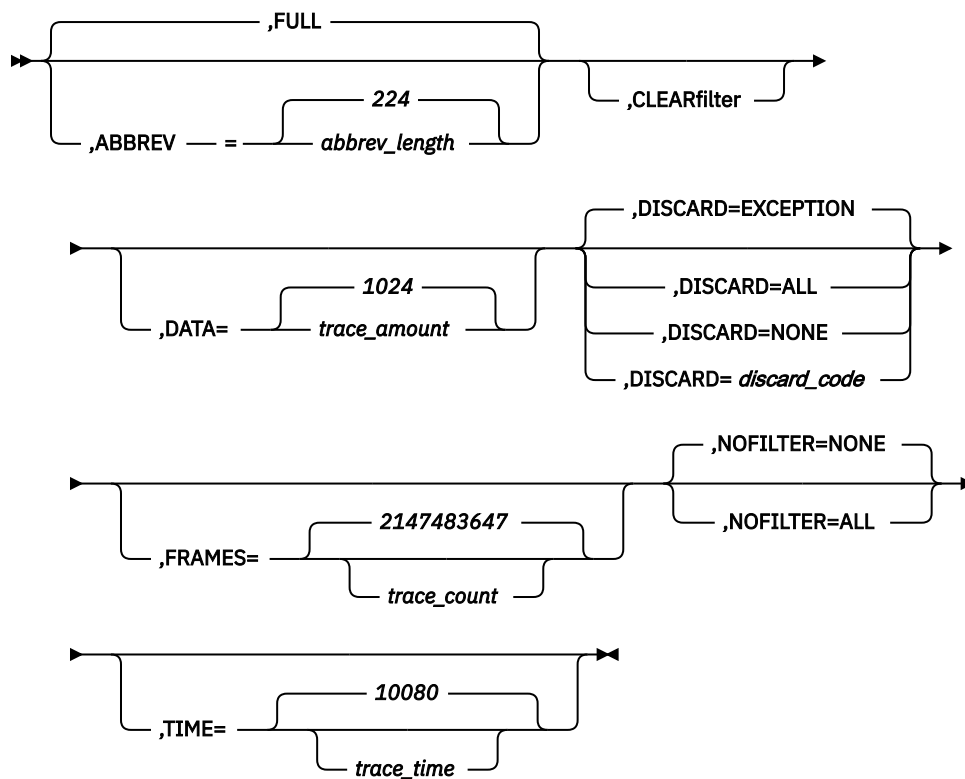 ,FULL
,CLEARfilter
224
,ABBREV = abbrev_length
,DISCARD=EXCEPTION
,DISCARD=ALL
1024
,DATA= trace_amount
,DISCARD=NONE
,DISCARD= discard_code
,NOFILTER=NONE
,NOFILTER=ALL
2147483647
,FRAMES=
trace_count
10080
,TIME=
trace_time